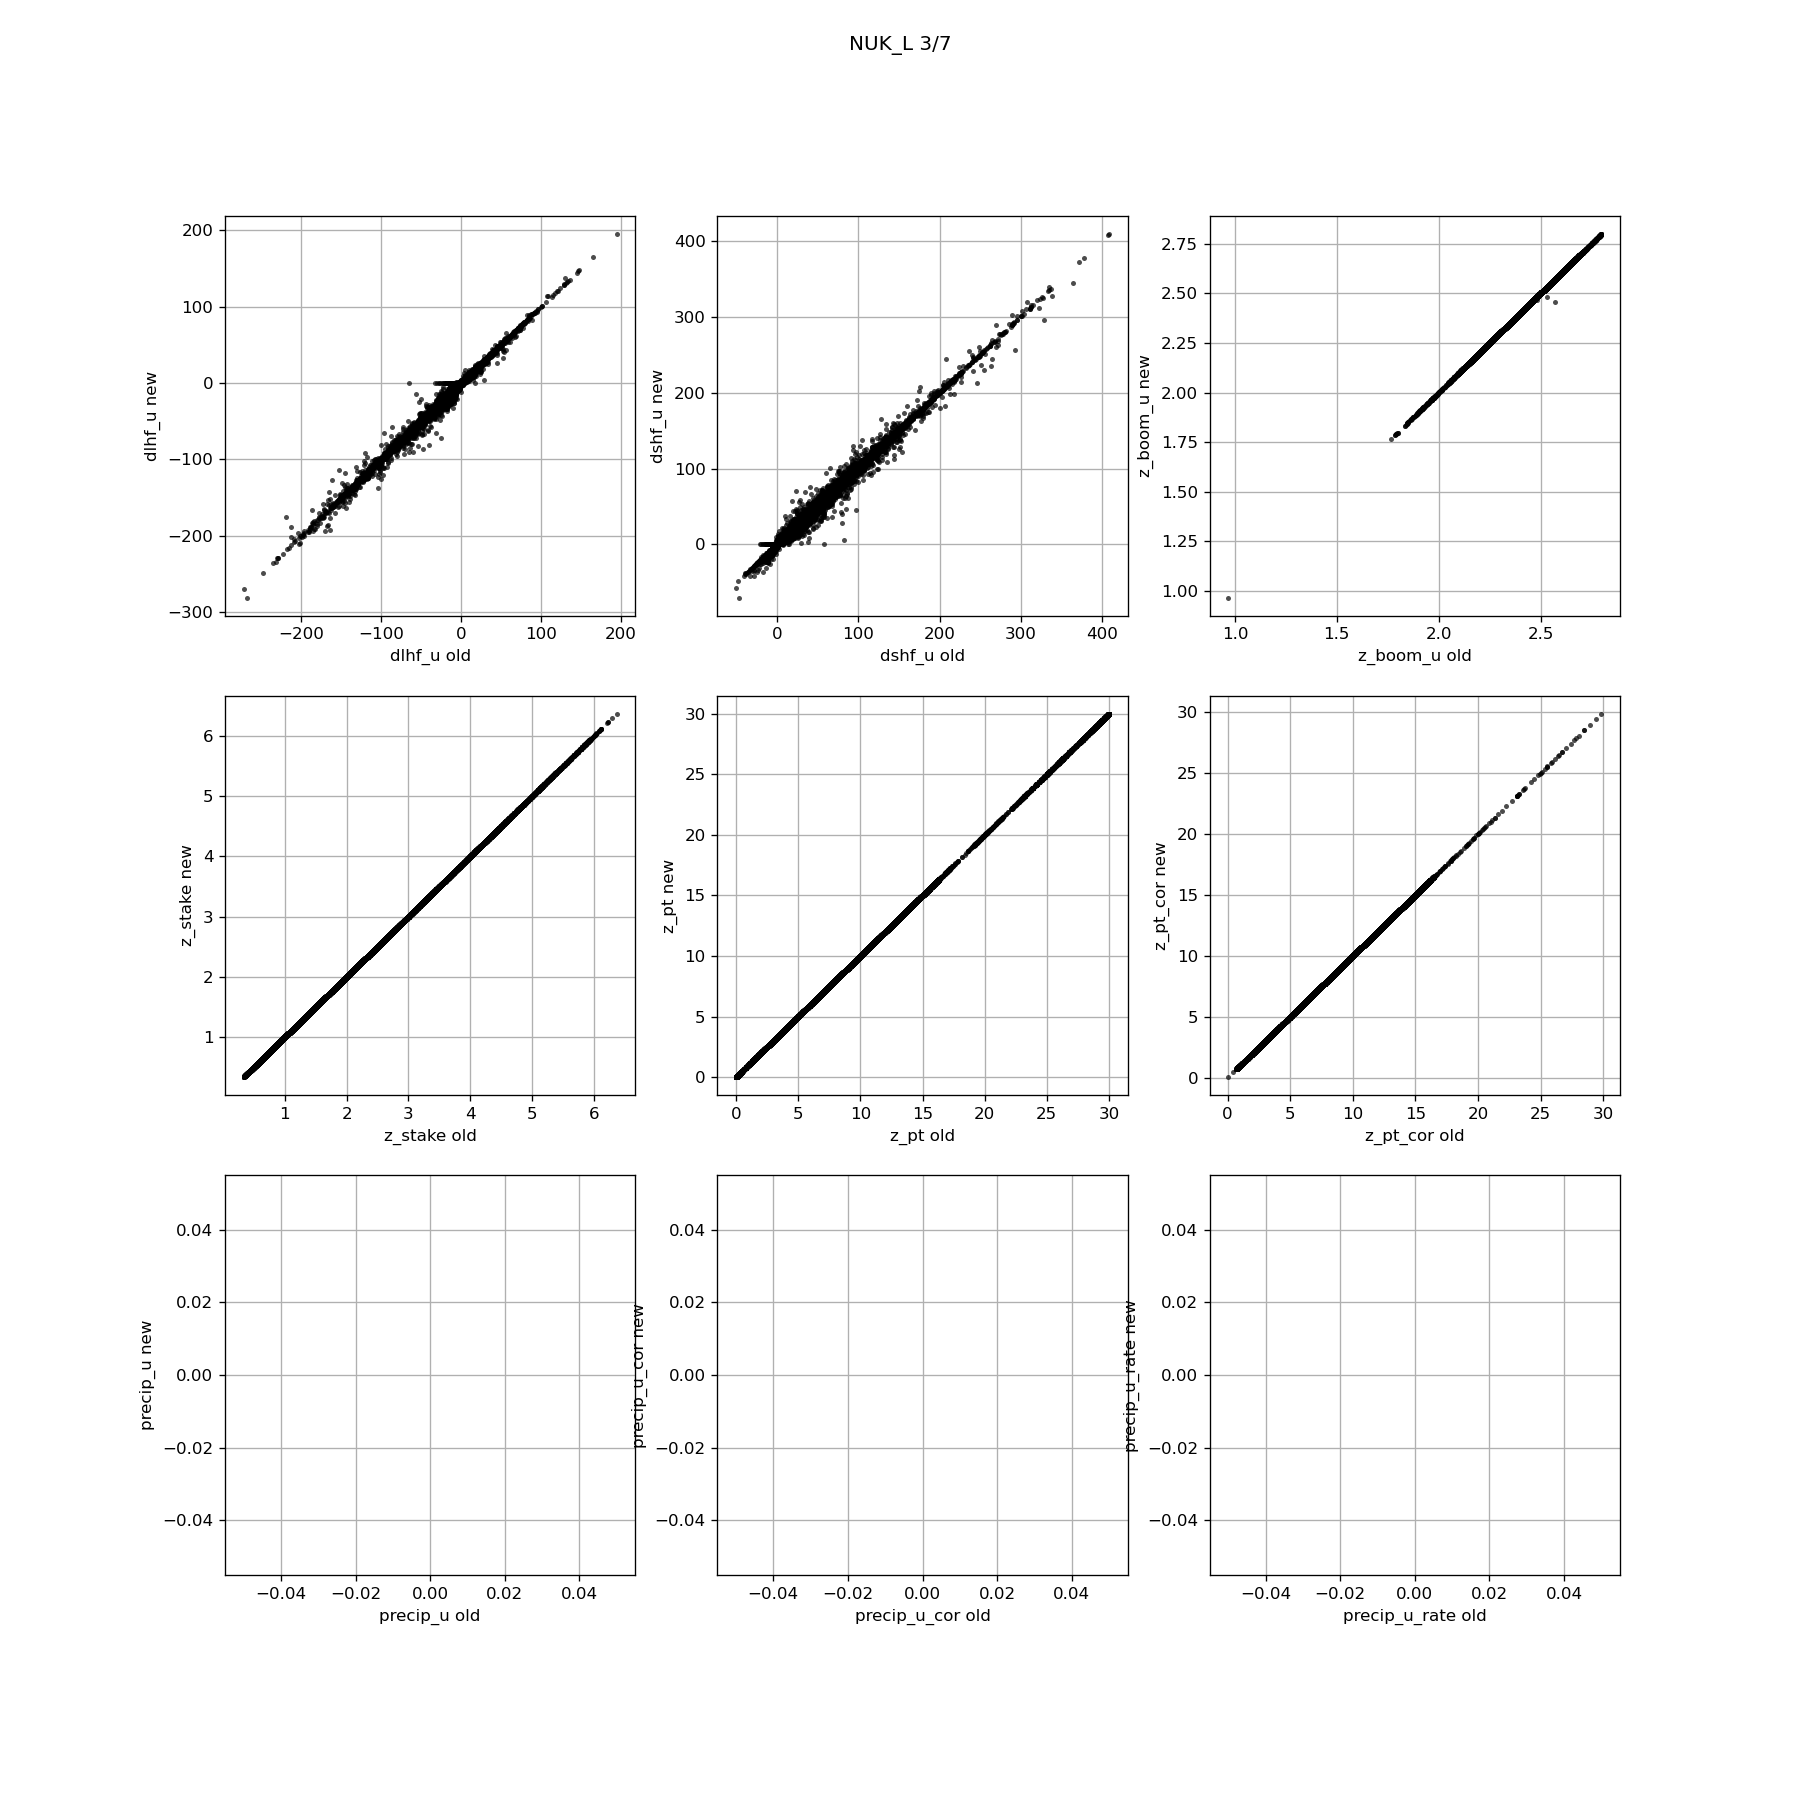 NUK_L 3/7
200
100
0
−100
−200
−300
dlhf_u new
−200 −100 0 100 200
dlhf_u old
400
300
200
100
0
dshf_u new
0 100 200 300 400
dshf_u old
2.75
2.50
2.25
2.00
1.75
1.50
1.25
1.00
z_boom_u new
1.0 1.5 2.0 2.5
z_boom_u old
6
5
4
3
2
1
z_stake new
1 2 3 4 5 6
z_stake old
30
25
20
15
10
5
0
z_pt new
0 5 10 15 20 25 30
z_pt old
30
25
20
15
10
5
0
z_pt_cor new
0 5 10 15 20 25 30
z_pt_cor old
0.04
0.02
0.00
−0.02
−0.04
precip_u new
−0.04 −0.02 0.00 0.02 0.04
precip_u old
0.04
0.02
0.00
−0.02
−0.04
precip_u_cor new
−0.04 −0.02 0.00 0.02 0.04
precip_u_cor old
0.04
0.02
0.00
−0.02
−0.04
precip_u_rate new
−0.04 −0.02 0.00 0.02 0.04
precip_u_rate old